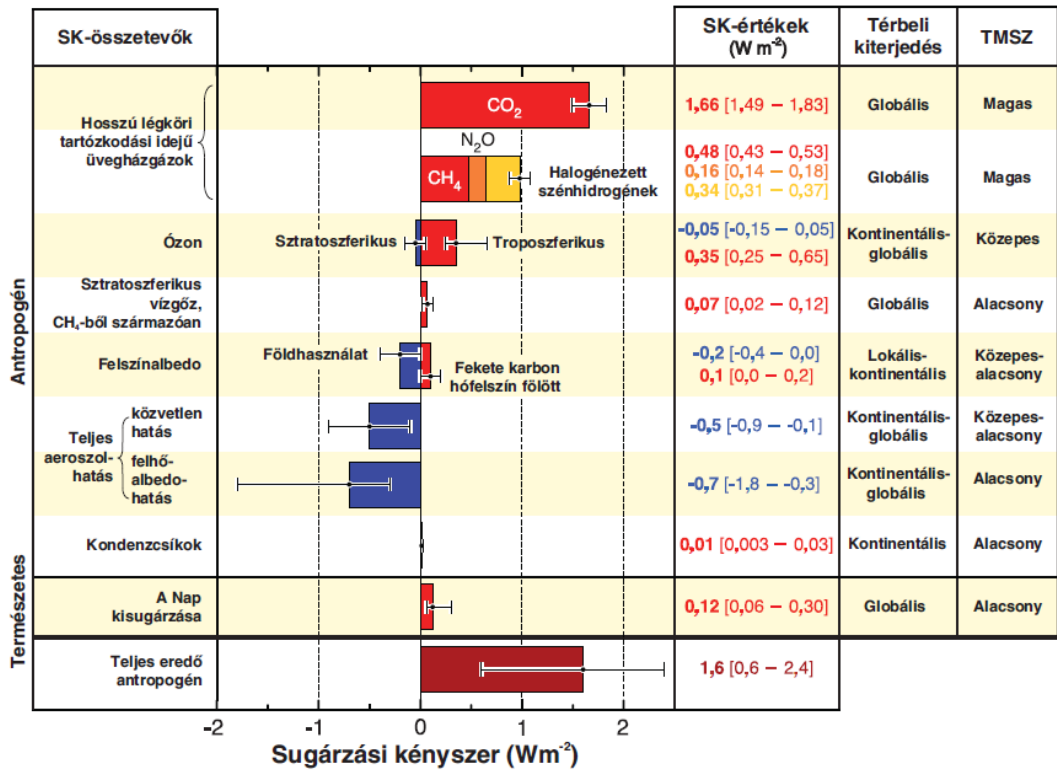 SK-összetevők
SK-értékek
(W m-2)
Térbeli
kiterjedés
TMSZ
Antropogén
Hosszú légköri
tartózkodási idejű
üvegházgázok
CO2
1,66 [1,49 – 1,83]
Globális
Magas
N2O
CH4
Halogénezett
szénhidrogének
0,48 [0,43 – 0,53]
0,16 [0,14 – 0,18]
0,34 [0,31 – 0,37]
Globális
Magas
Ózon
Sztratoszferikus
Troposzferikus
-0,05 [-0,15 – 0,05]
0,35 [0,25 – 0,65]
Kontinentális-
globális
Közepes
Sztratoszferikus
vízgőz,
CH4-ből származóan
0,07 [0,02 – 0,12]
Globális
Alacsony
Felszínalbedo
Földhasználat
Fekete karbon
hófelszín fölött
-0,2 [-0,4 – 0,0]
0,1 [0,0 – 0,2]
Lokális-
kontinentális
Közepes-
alacsony
Teljes
aeroszol-
hatás
közvetlen
hatás
-0,5 [-0,9 – -0,1]
Kontinentális-
globális
Közepes-
alacsony
felhő-
albedo-
hatás
-0,7 [-1,8 – -0,3]
Kontinentális-
globális
Alacsony
Kondenzcsíkok
0,01 [0,003 – 0,03]
Kontinentális
Alacsony
Természetes
A Nap
kisugárzása
0,12 [0,06 – 0,30]
Globális
Alacsony
Teljes eredő
antropogén
1,6 [0,6 – 2,4]
-2 -1 0 1 2
Sugárzási kényszer (Wm-2)